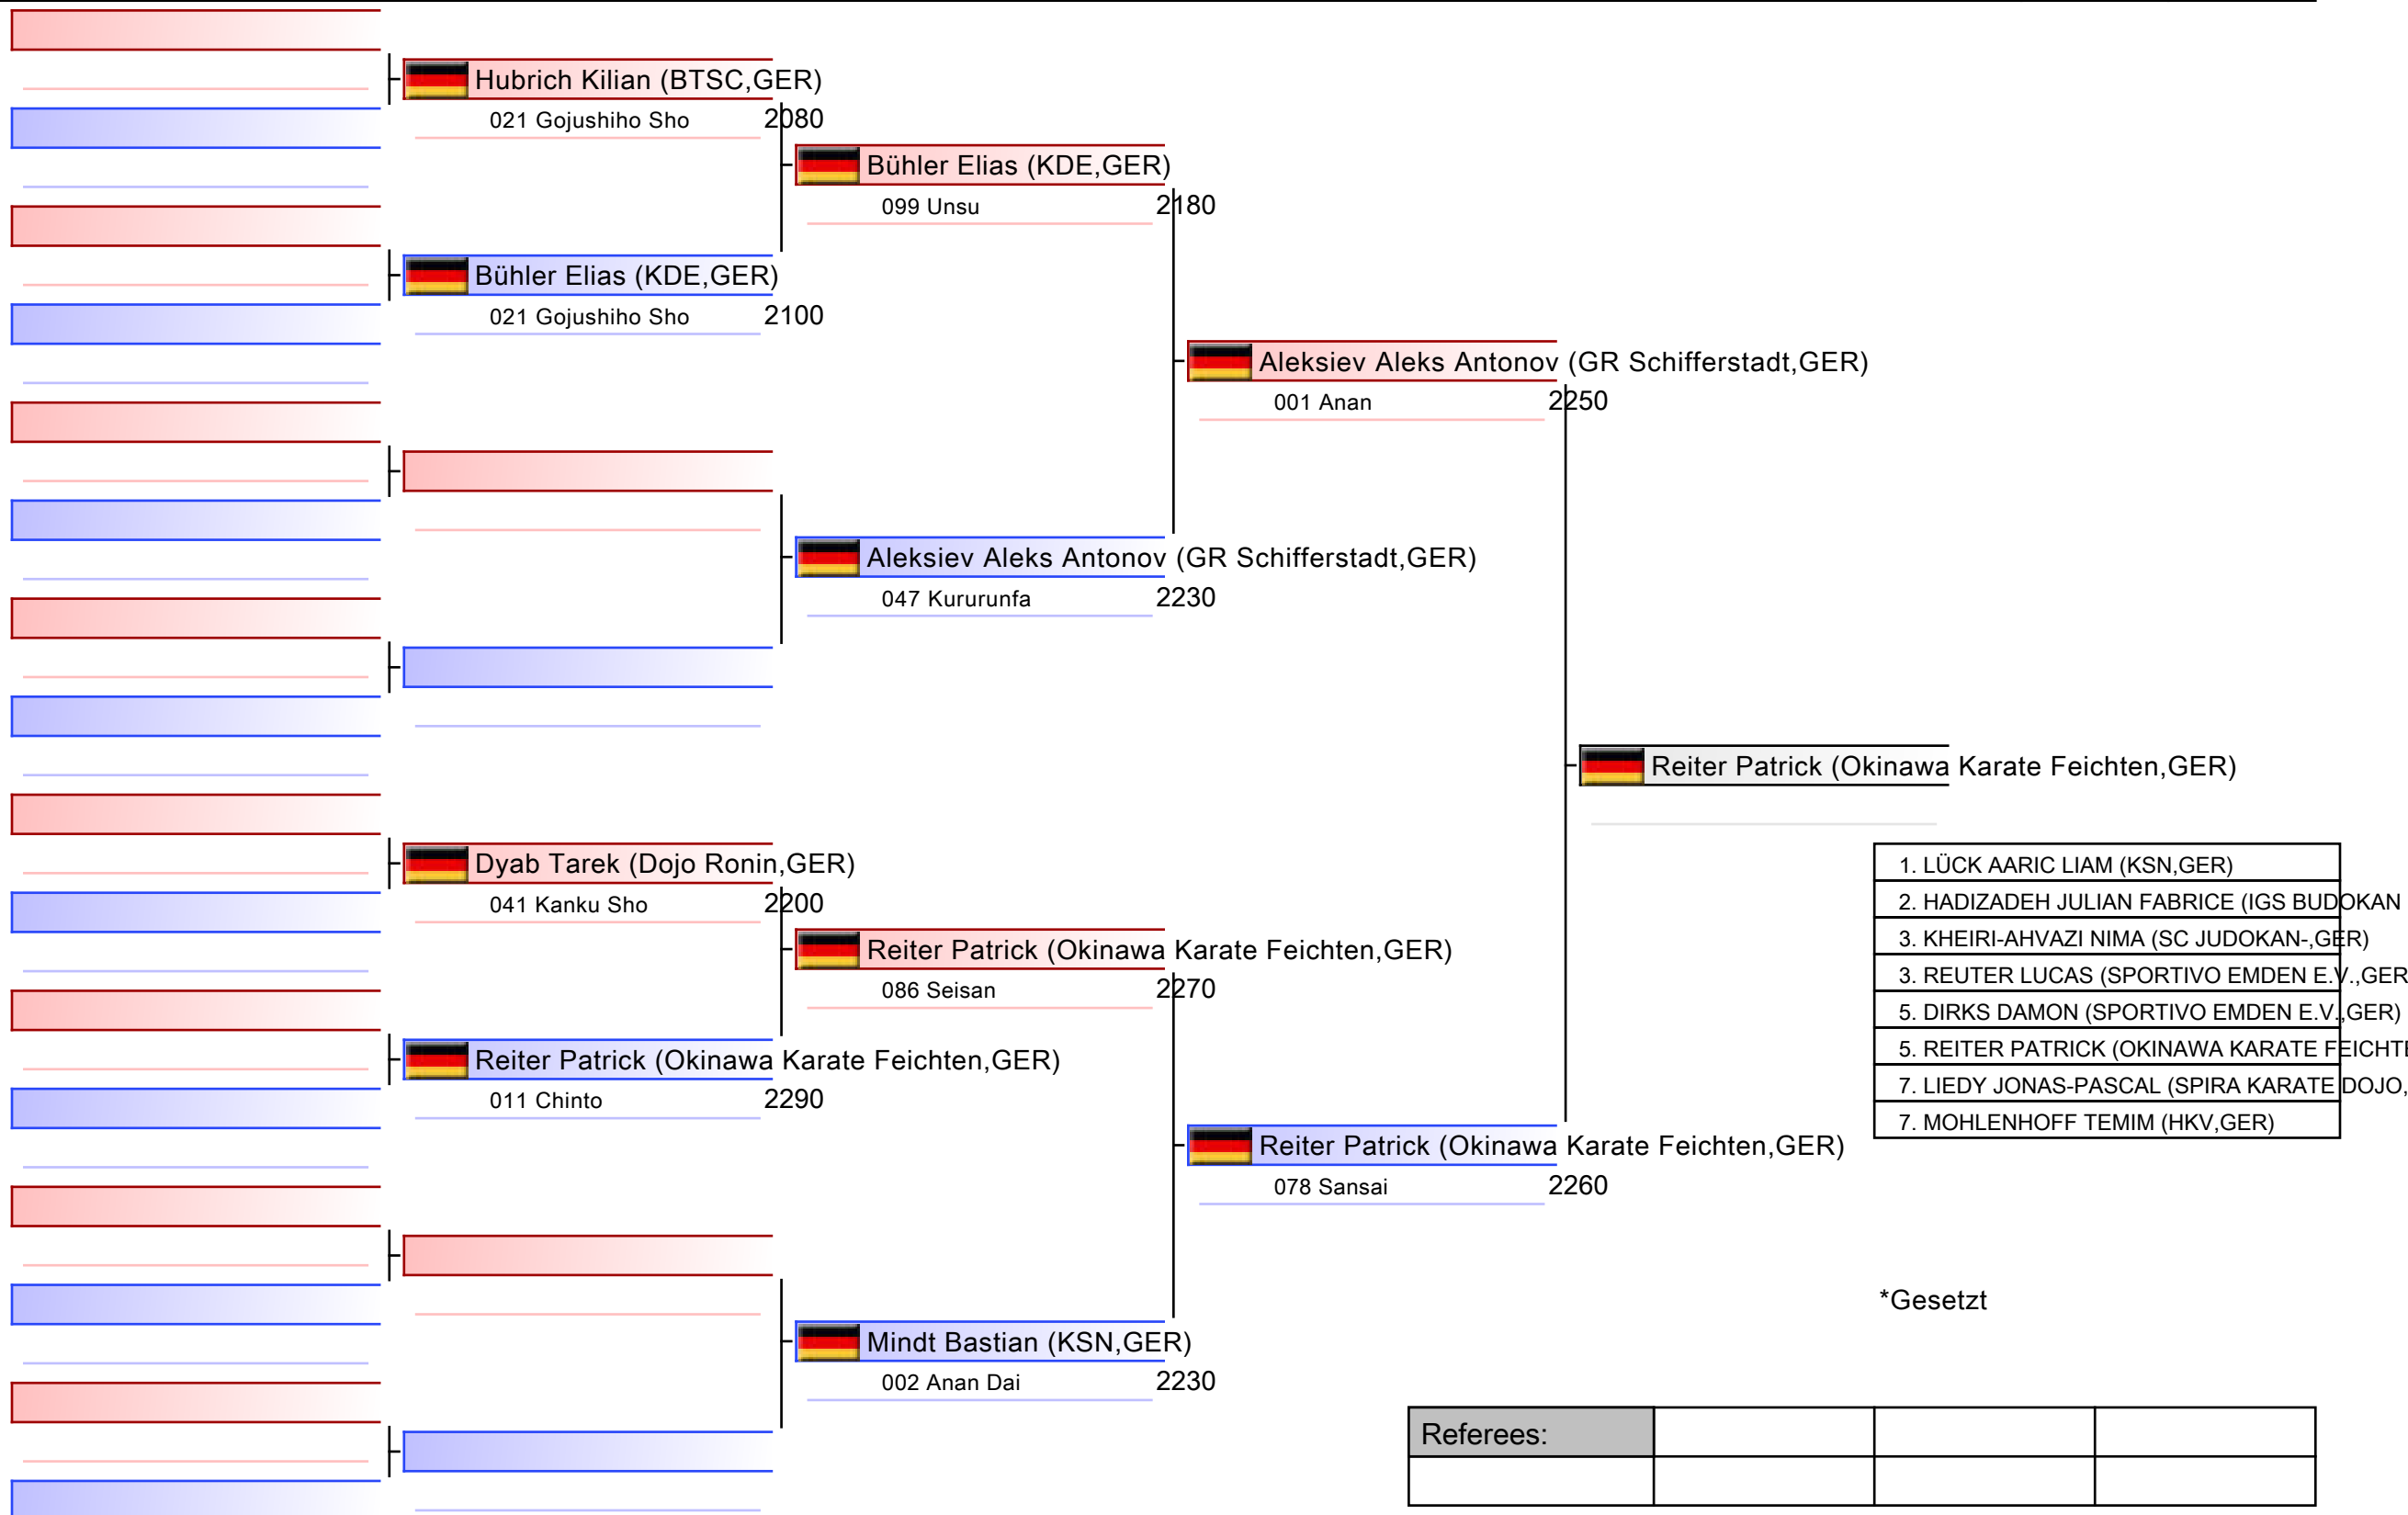 Hubrich Kilian (BTSC,GER)
021 Gojushiho Sho 2080
Bühler Elias (KDE,GER)
099 Unsu 2180
Bühler Elias (KDE,GER)
021 Gojushiho Sho 2100
Aleksiev Aleks Antonov (GR Schifferstadt,GER)
001 Anan 2250
Aleksiev Aleks Antonov (GR Schifferstadt,GER)
047 Kururunfa 2230
Reiter Patrick (Okinawa Karate Feichten,GER)
Dyab Tarek (Dojo Ronin,GER)
041 Kanku Sho 2200
Reiter Patrick (Okinawa Karate Feichten,GER)
086 Seisan 2270
Reiter Patrick (Okinawa Karate Feichten,GER)
011 Chinto 2290
Reiter Patrick (Okinawa Karate Feichten,GER)
078 Sansai 2260
Mindt Bastian (KSN,GER)
002 Anan Dai 2230
1. LÜCK AARIC LIAM (KSN,GER)
2. HADIZADEH JULIAN FABRICE (IGS BUDOKAN
3. KHEIRI-AHVAZI NIMA (SC JUDOKAN-,GER)
3. REUTER LUCAS (SPORTIVO EMDEN E.V.,GER
5. DIRKS DAMON (SPORTIVO EMDEN E.V.,GER)
5. REITER PATRICK (OKINAWA KARATE FEICHTE
7. LIEDY JONAS-PASCAL (SPIRA KARATE DOJO,
7. MOHLENHOFF TEMIM (HKV,GER)
*Gesetzt
Referees: